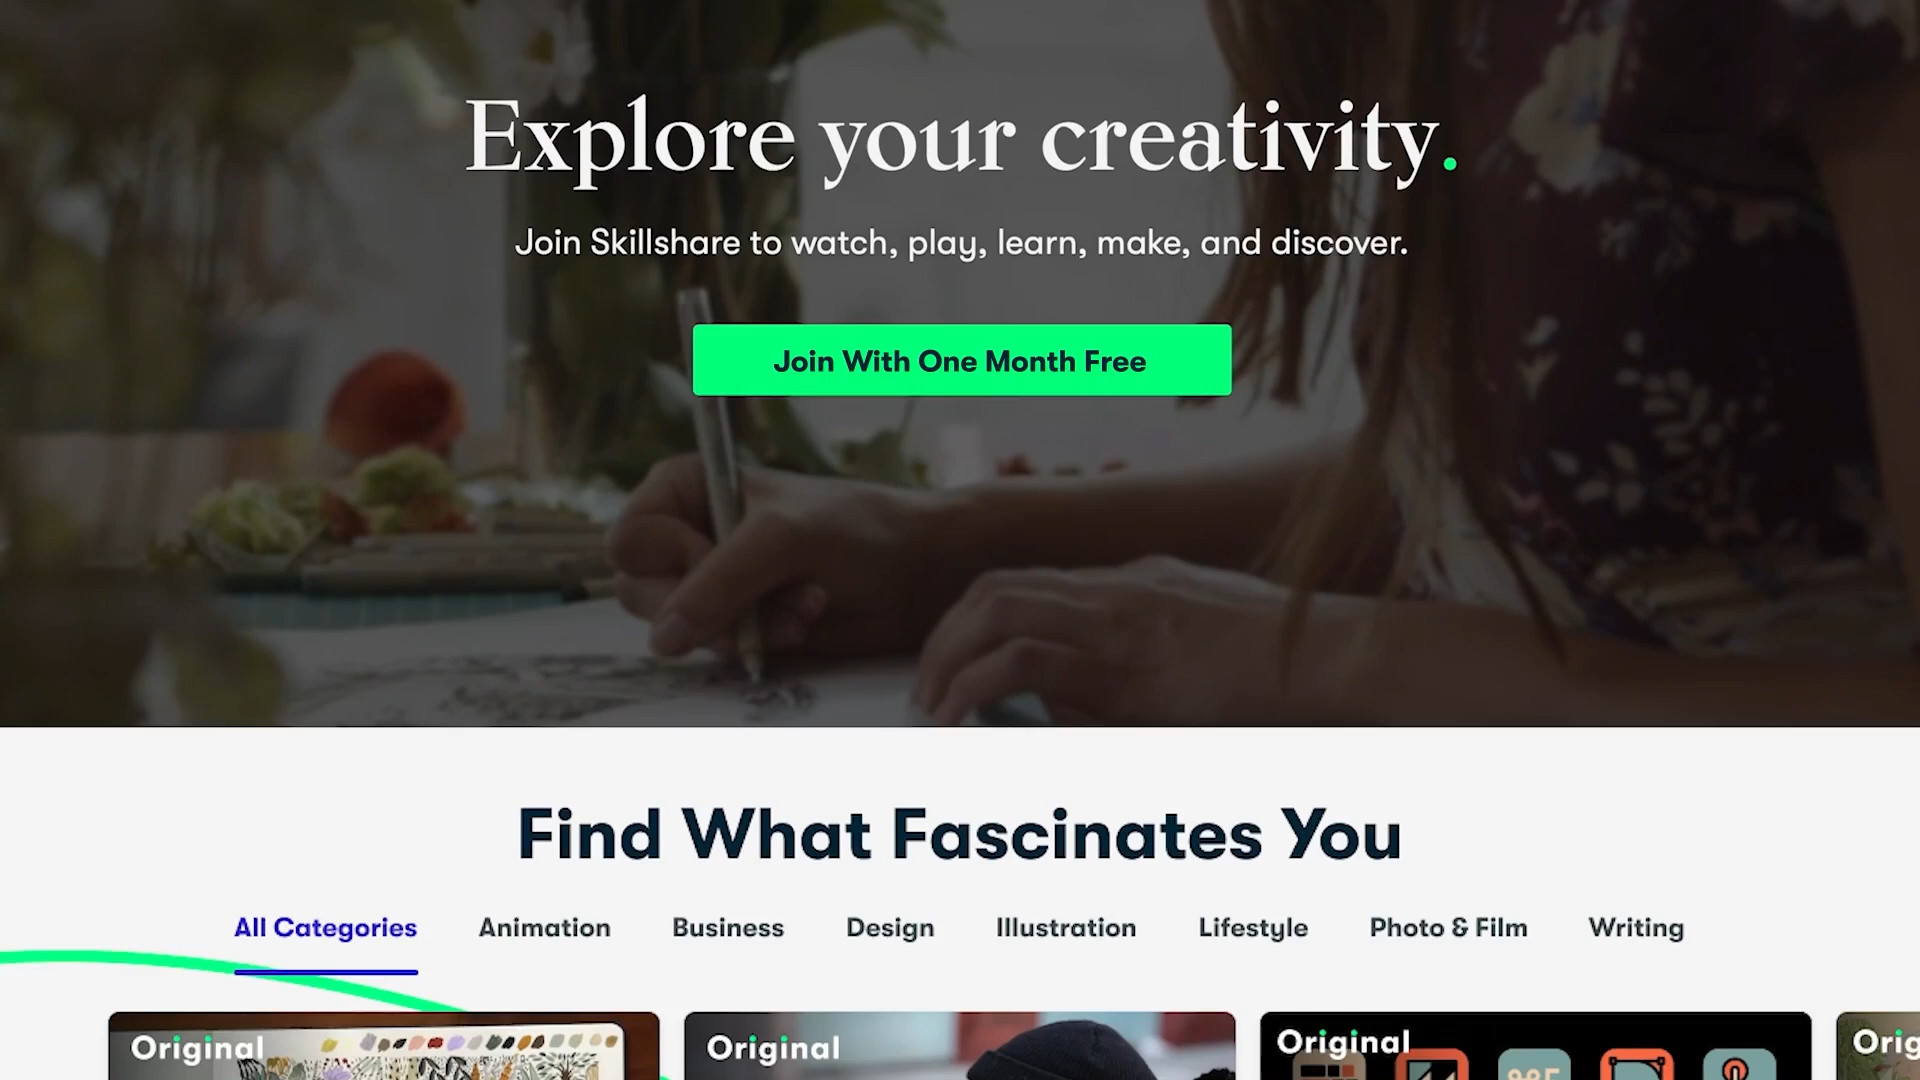 Explore your creativity.
Join Skillshare to watch, play, learn, make, and discover.
Join With One Month Free
Find What Fascinates You
All Categories
Animation
Business
Design
Illustration
Lifestyle
Photo & Film
Writing
Original
Original
Original